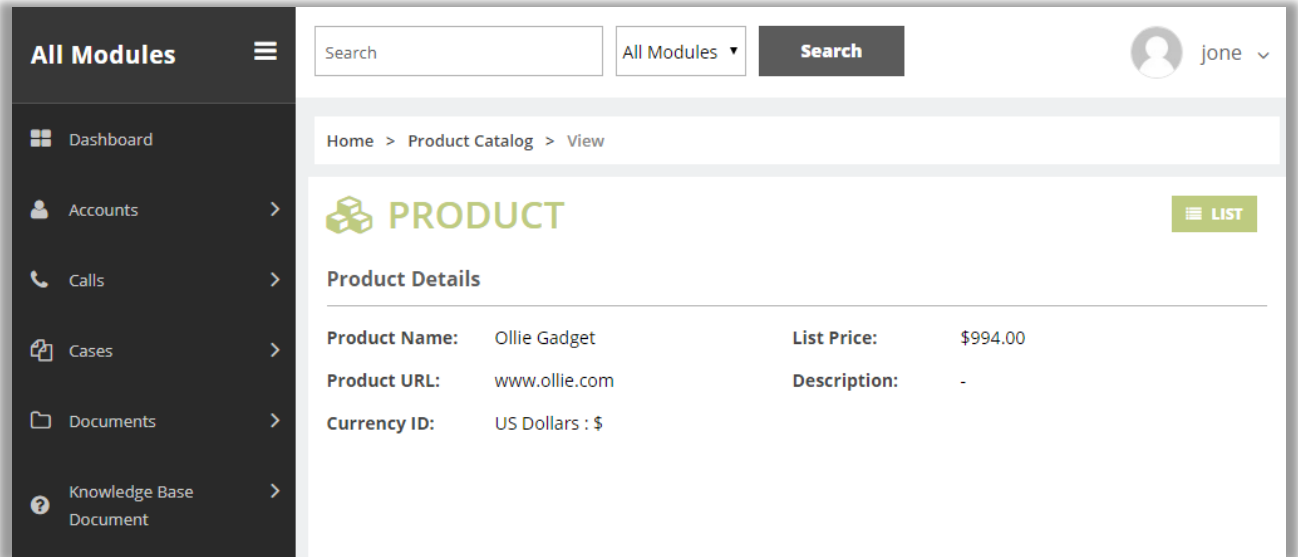 All Modules
Search
All Modules
Search
jone
Dashboard
Accounts
Calls
Cases
Documents
Knowledge Base
Document
Home > Product Catalog > View
PRODUCT
LIST
Product Details
Product Name: Ollie Gadget List Price: $994.00
Product URL: www.ollie.com Description: -
Currency ID: US Dollars : $